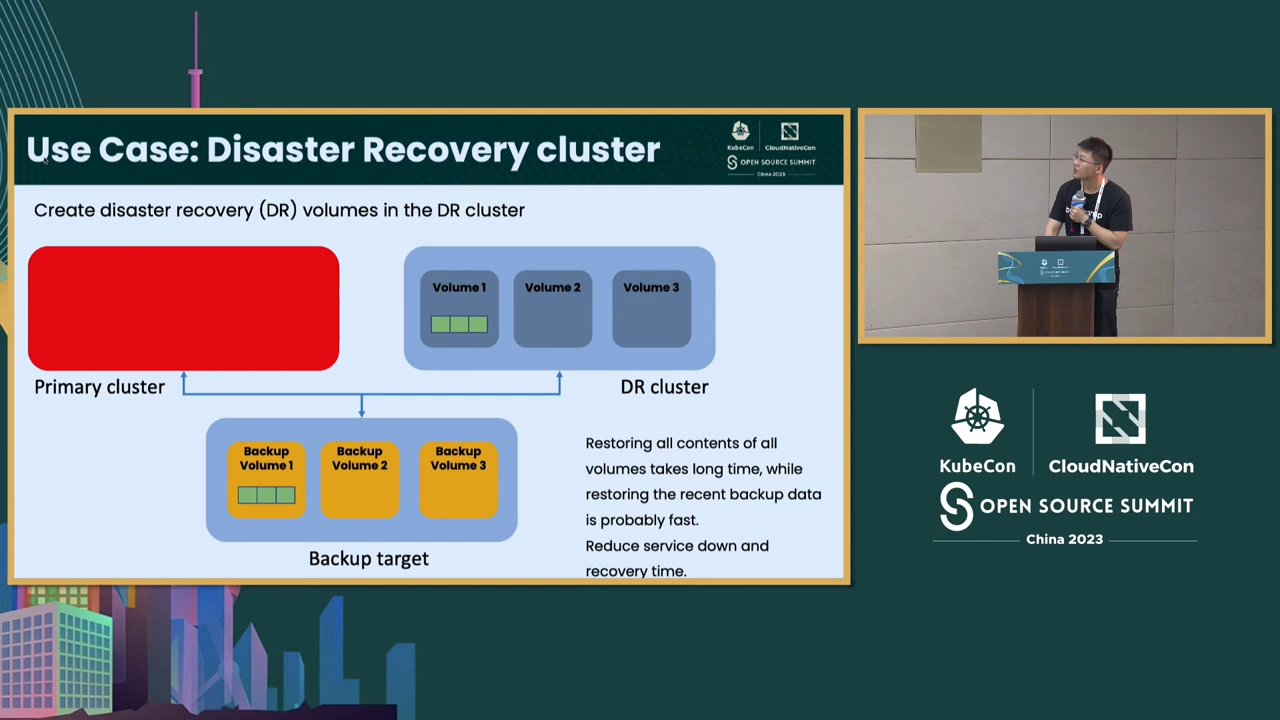 Use Case: Disaster Recovery cluster
KubeCon
CloudNativeCon
OPEN SOURCE SUMMIT
China 2023
Create disaster recovery (DR) volumes in the DR cluster
Volume 1
Volume 2
Volume 3
Primary cluster
DR cluster
Backup
Volume 1
Backup
Volume 2
Backup
Volume 3
Backup target
Restoring all contents of all
volumes takes long time, while
restoring the recent backup data
is probably fast.
Reduce service down and
recovery time.
KubeCon
CloudNativeCon
OPEN SOURCE SUMMIT
China 2023